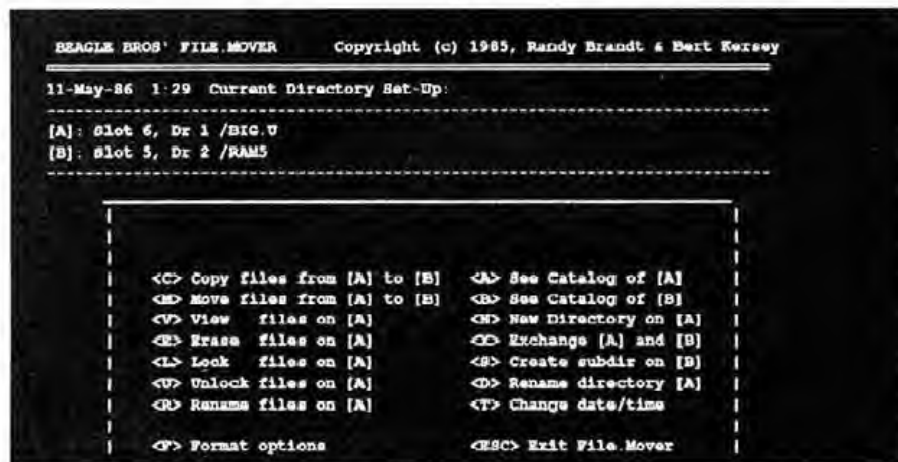 BEAGLE BROS' FILE.MOVER Copyright (c) 1985, Randy Brandt & Bert Kersey
11-May-86 1:29 Current Directory Set-Up:
[A]: Slot 6, Dr 1 /BIG.U
[B]: Slot 5, Dr 2 /RAM5
<C> Copy files from [A] to [B] <A> See Catalog of [A]
<M> Move files from [A] to [B] <B> See Catalog of [B]
<V> View files on [A] <N> New Directory on [A]
<E> Erase files on [A] <X> Exchange [A] and [B]
<L> Lock files on [A] <S> Create subdir on [B]
<U> Unlock files on [A] <D> Rename directory [A]
<R> Rename files on [A] <T> Change date/time
<F> Format options <ESC> Exit File.Mover